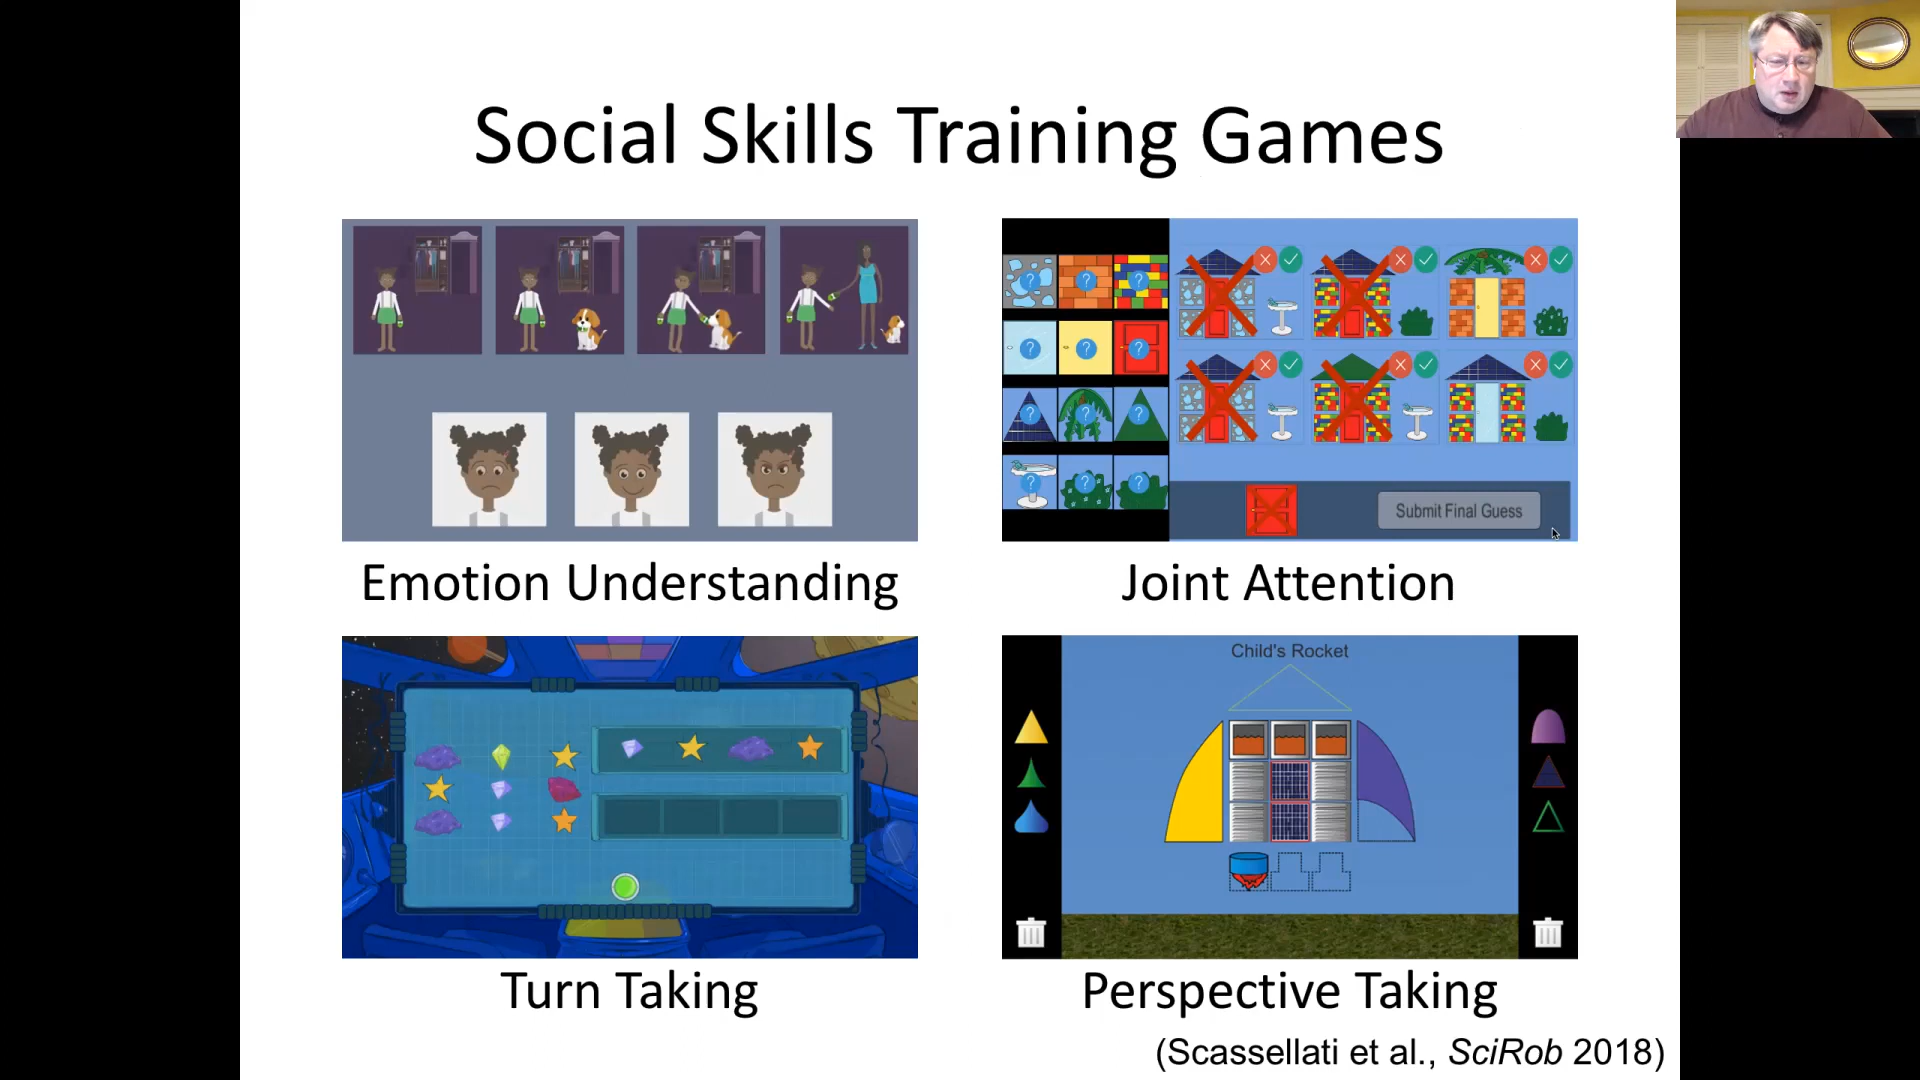 Social Skills Training Games
? ? ?
? ? ?
? ? ?
? ? ?
Submit Final Guess
Emotion Understanding
Joint Attention
Child's Rocket
Turn Taking
Perspective Taking
(Scassellati et al., SciRob 2018)